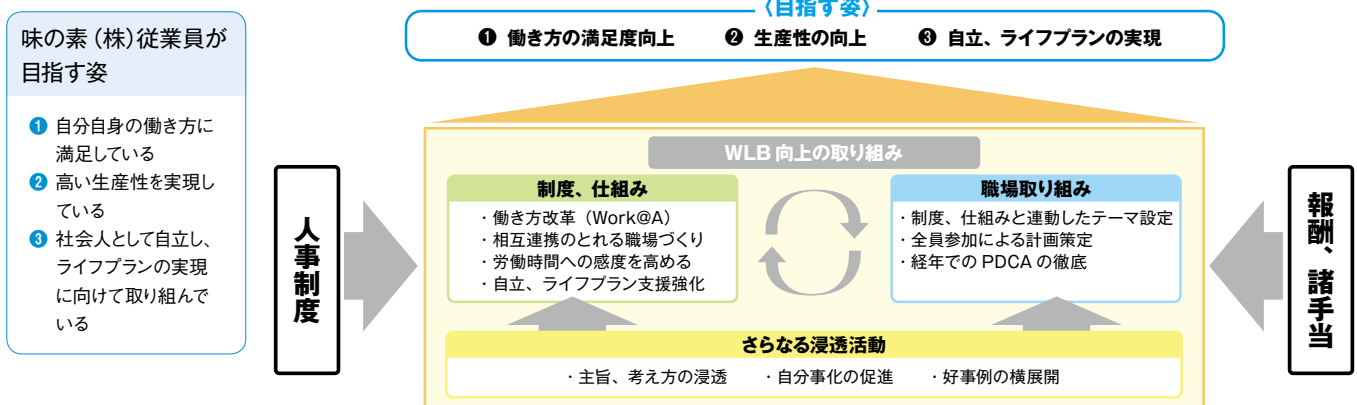 味の素（株）従業員が
目指す姿
❶ 自分自身の働き方に
満足している
❷ 高い生産性を実現し
ている
❸ 社会人として自立し、
ライフプランの実現
に向けて取り組んで
いる
〈目指す姿〉
❶ 働き方の満足度向上 ❷ 生産性の向上 ❸ 自立、ライフプランの実現
人事制度
WLB 向上の取り組み
制度、仕組み
・働き方改革（Work@A）
・相互連携のとれる職場づくり
・労働時間への感度を高める
・自立、ライフプラン支援強化
職場取り組み
・制度、仕組みと連動したテーマ設定
・全員参加による計画策定
・経年での PDCA の徹底
さらなる浸透活動
・主旨、考え方の浸透 ・自分事化の促進 ・好事例の横展開
報酬、諸手当